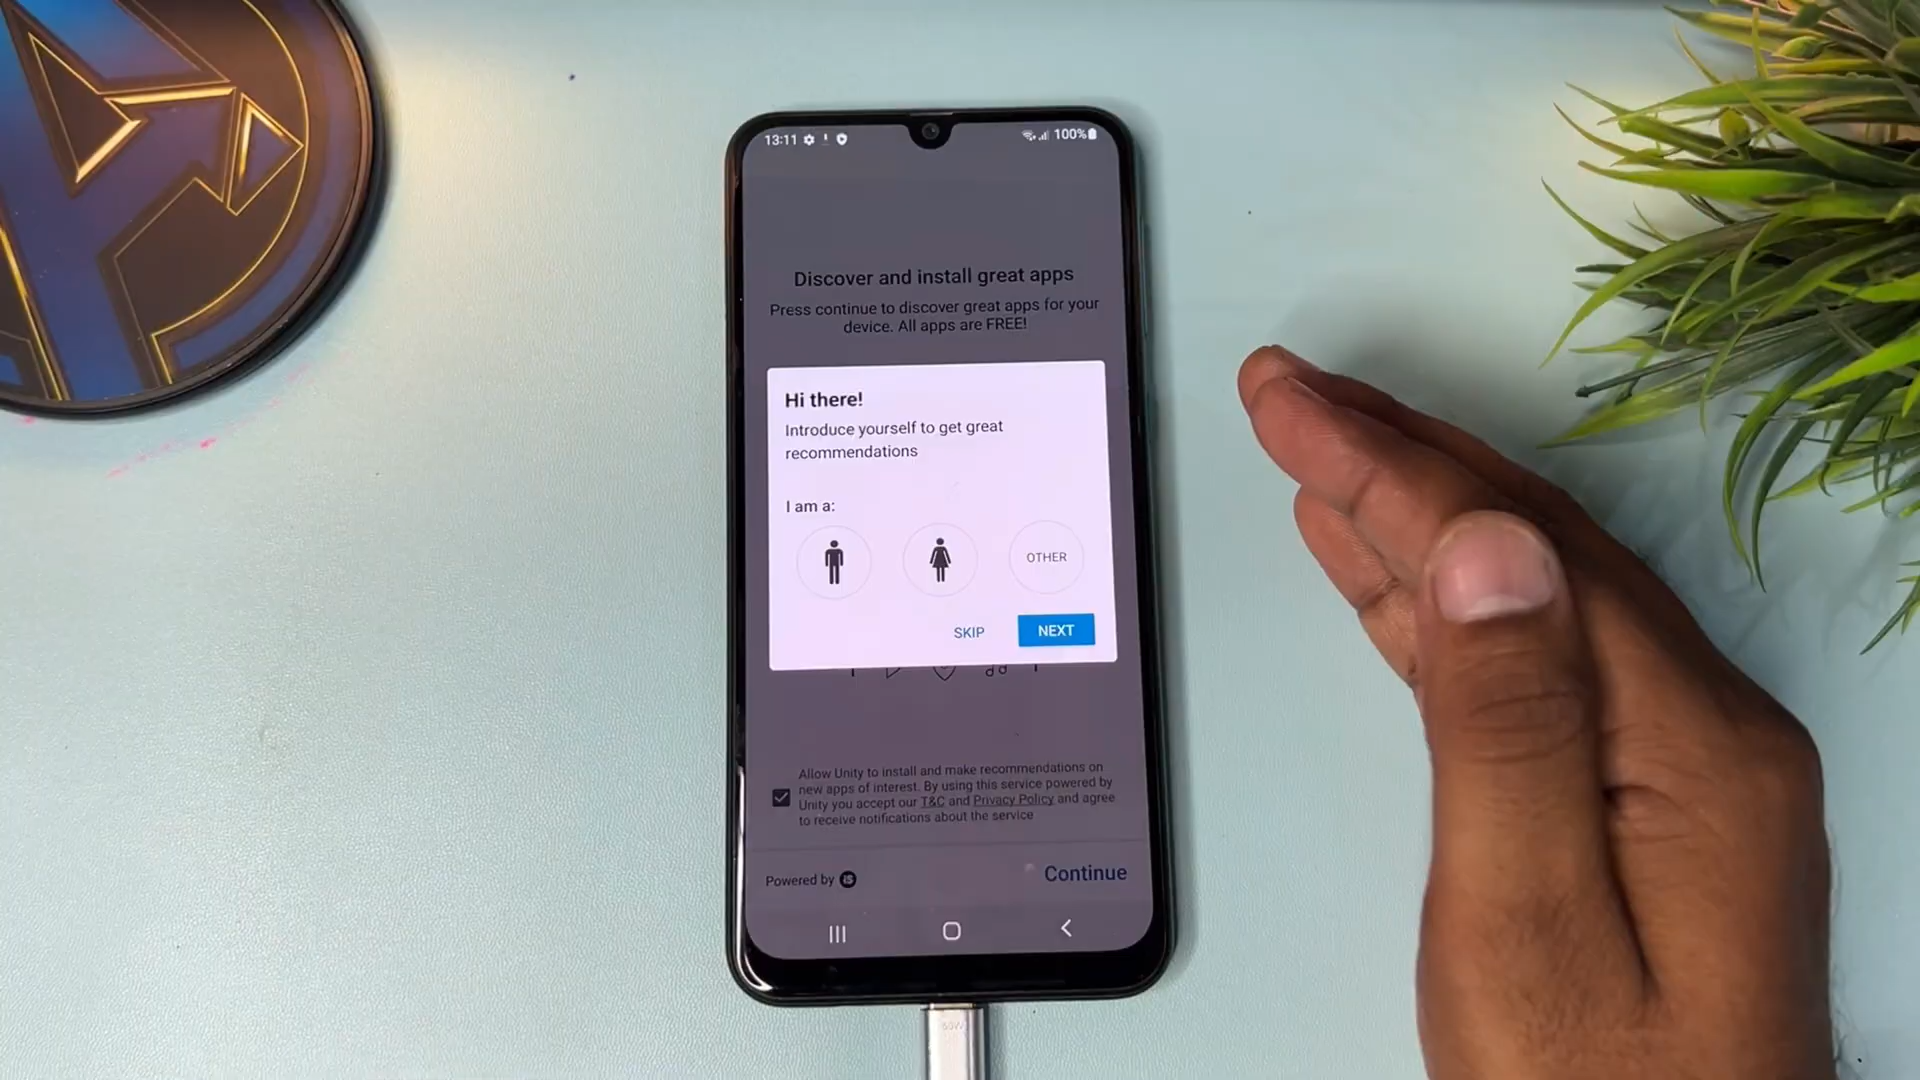 13:11
100%
Discover and install great apps
Press continue to discover great apps for your
device. All apps are FREE!
Hi there!
Introduce yourself to get great
recommendations
I am a:
OTHER
SKIP
NEXT
Allow Unity to install and make recommendations on
new apps of interest. By using this service powered by
Unity you accept our T&C and Privacy Policy and agree
to receive notifications about the service
Powered by iS
Continue